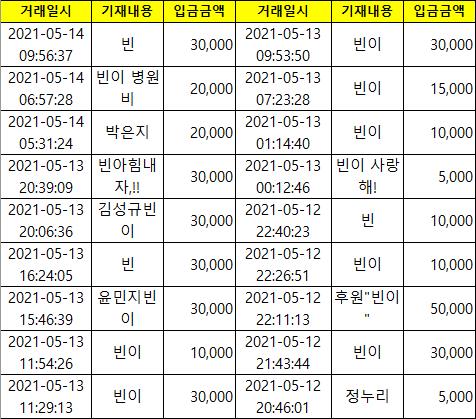 거래일시 기재내용 입금금액 거래일시 기재내용 입금금액
2021-05-14 09:56:37 빈 30,000 2021-05-13 09:53:50 빈이 30,000
2021-05-14 06:57:28 빈이 병원비 20,000 2021-05-13 07:23:28 빈이 15,000
2021-05-14 05:31:24 박은지 20,000 2021-05-13 01:14:40 빈이 10,000
2021-05-13 20:39:09 빈아힘내자,!! 30,000 2021-05-13 00:12:46 빈이 사랑해! 5,000
2021-05-13 20:06:36 김성규빈이 30,000 2021-05-12 22:40:23 빈 10,000
2021-05-13 16:24:05 빈 30,000 2021-05-12 22:26:51 빈이 10,000
2021-05-13 15:46:39 윤민지빈이 30,000 2021-05-12 22:11:13 후원"빈이" 50,000
2021-05-13 11:54:26 빈이 10,000 2021-05-12 21:43:44 빈이 30,000
2021-05-13 11:29:13 빈이 30,000 2021-05-12 20:46:01 정누리 5,000